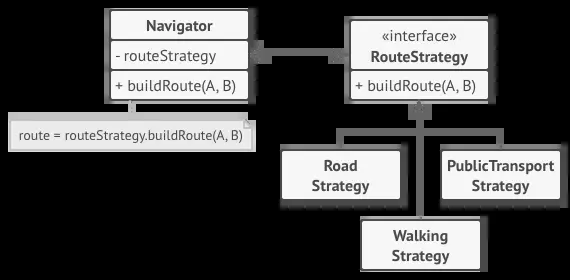 Navigator
- routeStrategy
+ buildRoute(A, B)
route = routeStrategy.buildRoute(A, B)
«interface»
RouteStrategy
+ buildRoute(A, B)
Road
Strategy
PublicTransport
Strategy
Walking
Strategy